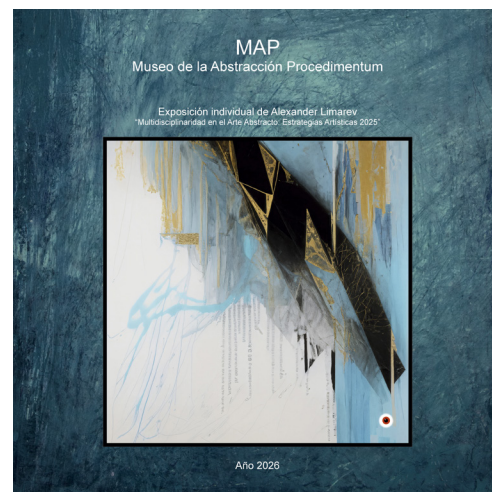 MAP
Museo de la Abstracción Procedimentum
Exposición individual de Alexander Limarev
"Multidisciplinaridad en el Arte Abstracto: Estrategias Artísticas 2025"
Año 2026